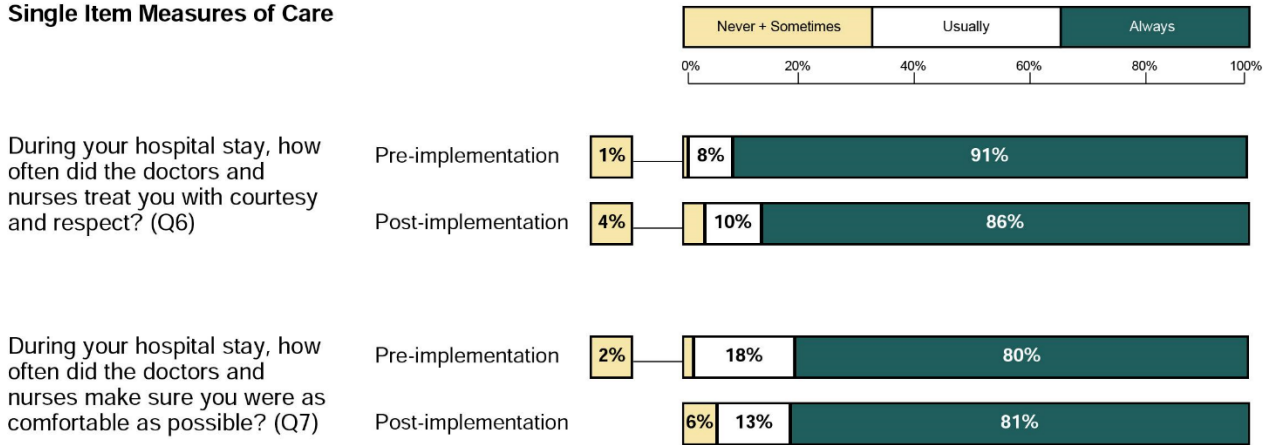 Single Item Measures of Care
Never + Sometimes Usually Always
0% 20% 40% 60% 80% 100%
During your hospital stay, how
often did the doctors and
nurses treat you with courtesy
and respect? (Q6)
Pre-implementation 1% 8% 91%
Post-implementation 4% 10% 86%
During your hospital stay, how
often did the doctors and
nurses make sure you were as
comfortable as possible? (Q7)
Pre-implementation 2% 18% 80%
Post-implementation 6% 13% 81%